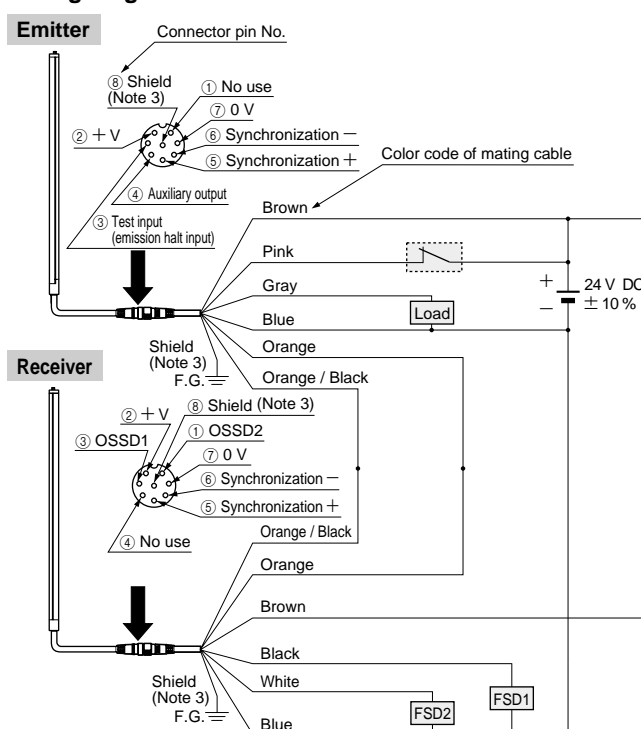 Emitter
Connector pin No.
⑧ Shield
(Note 3)
① No use
⑦ 0 V
② + V
⑥ Synchronization －
⑤ Synchronization +
Color code of mating cable
④ Auxiliary output
③ Test input
(emission halt input)
Brown
Pink
Gray
Blue
Load
+
－
24 V DC
± 10 %
Orange
Orange / Black
Shield
(Note 3)
F.G.
Receiver
② + V
⑧ Shield (Note 3)
③ OSSD1
① OSSD2
⑦ 0 V
⑥ Synchronization －
⑤ Synchronization +
④ No use
Orange / Black
Orange
Brown
Black
White
Shield
(Note 3)
F.G.
Blue
FSD2
FSD1